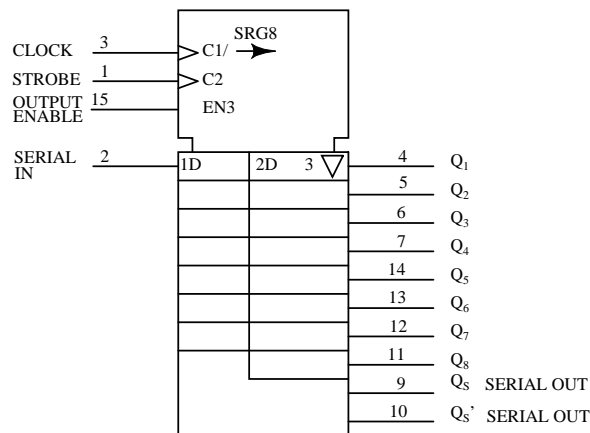 SRG8
CLOCK 3 C1/
STROBE 1 C2
OUTPUT ENABLE 15 EN3
SERIAL IN 2 1D 2D 3 4 Q1
5 Q2
6 Q3
7 Q4
14 Q5
13 Q6
12 Q7
11 Q8
9 QS SERIAL OUT
10 QS' SERIAL OUT